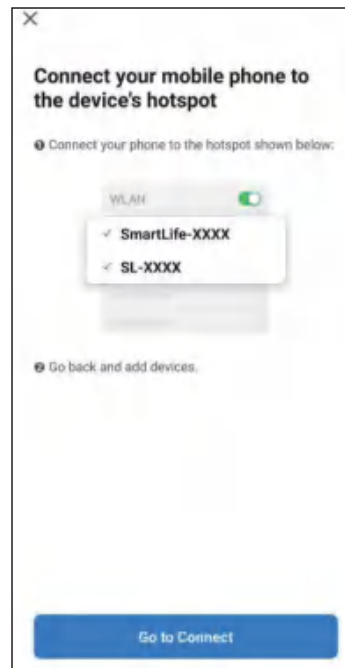 Connect your mobile phone to
the device's hotspot
❶ Connect your phone to the hotspot shown below:
WLAN
✓ SmartLife-XXXX
✓ SL-XXXX
❷ Go back and add devices.
Go to Connect